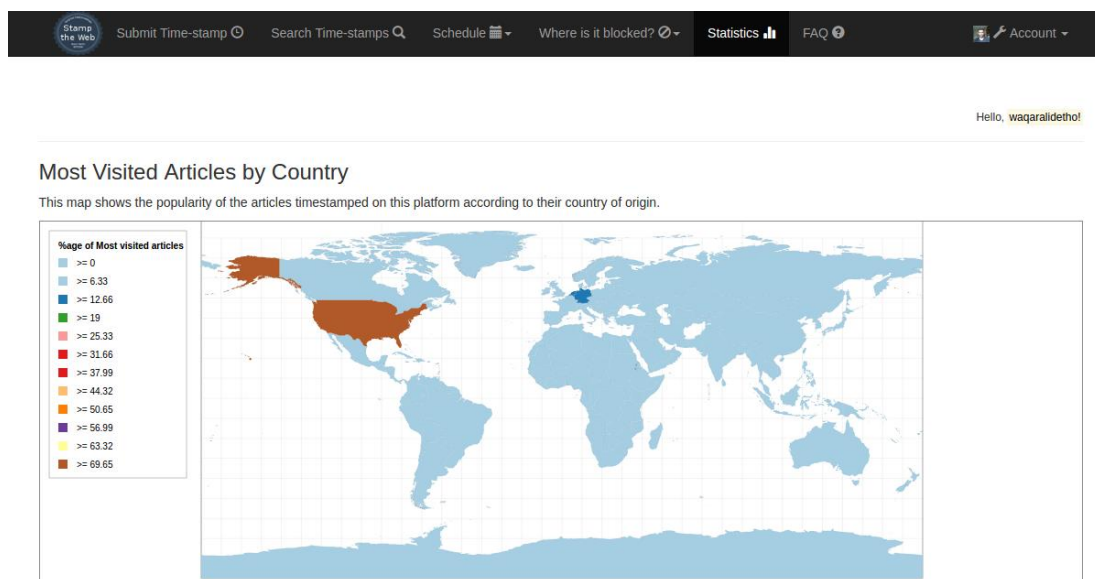 Stamp
the Web
Submit Time-stamp Search Time-stamps Schedule Where is it blocked? Statistics FAQ Account
Hello, waqaralidetho!
Most Visited Articles by Country
This map shows the popularity of the articles timestamped on this platform according to their country of origin.
%age of Most visited articles
>= 0
>= 6.33
>= 12.66
>= 19
>= 25.33
>= 31.66
>= 37.99
>= 44.32
>= 50.65
>= 56.99
>= 63.32
>= 69.65